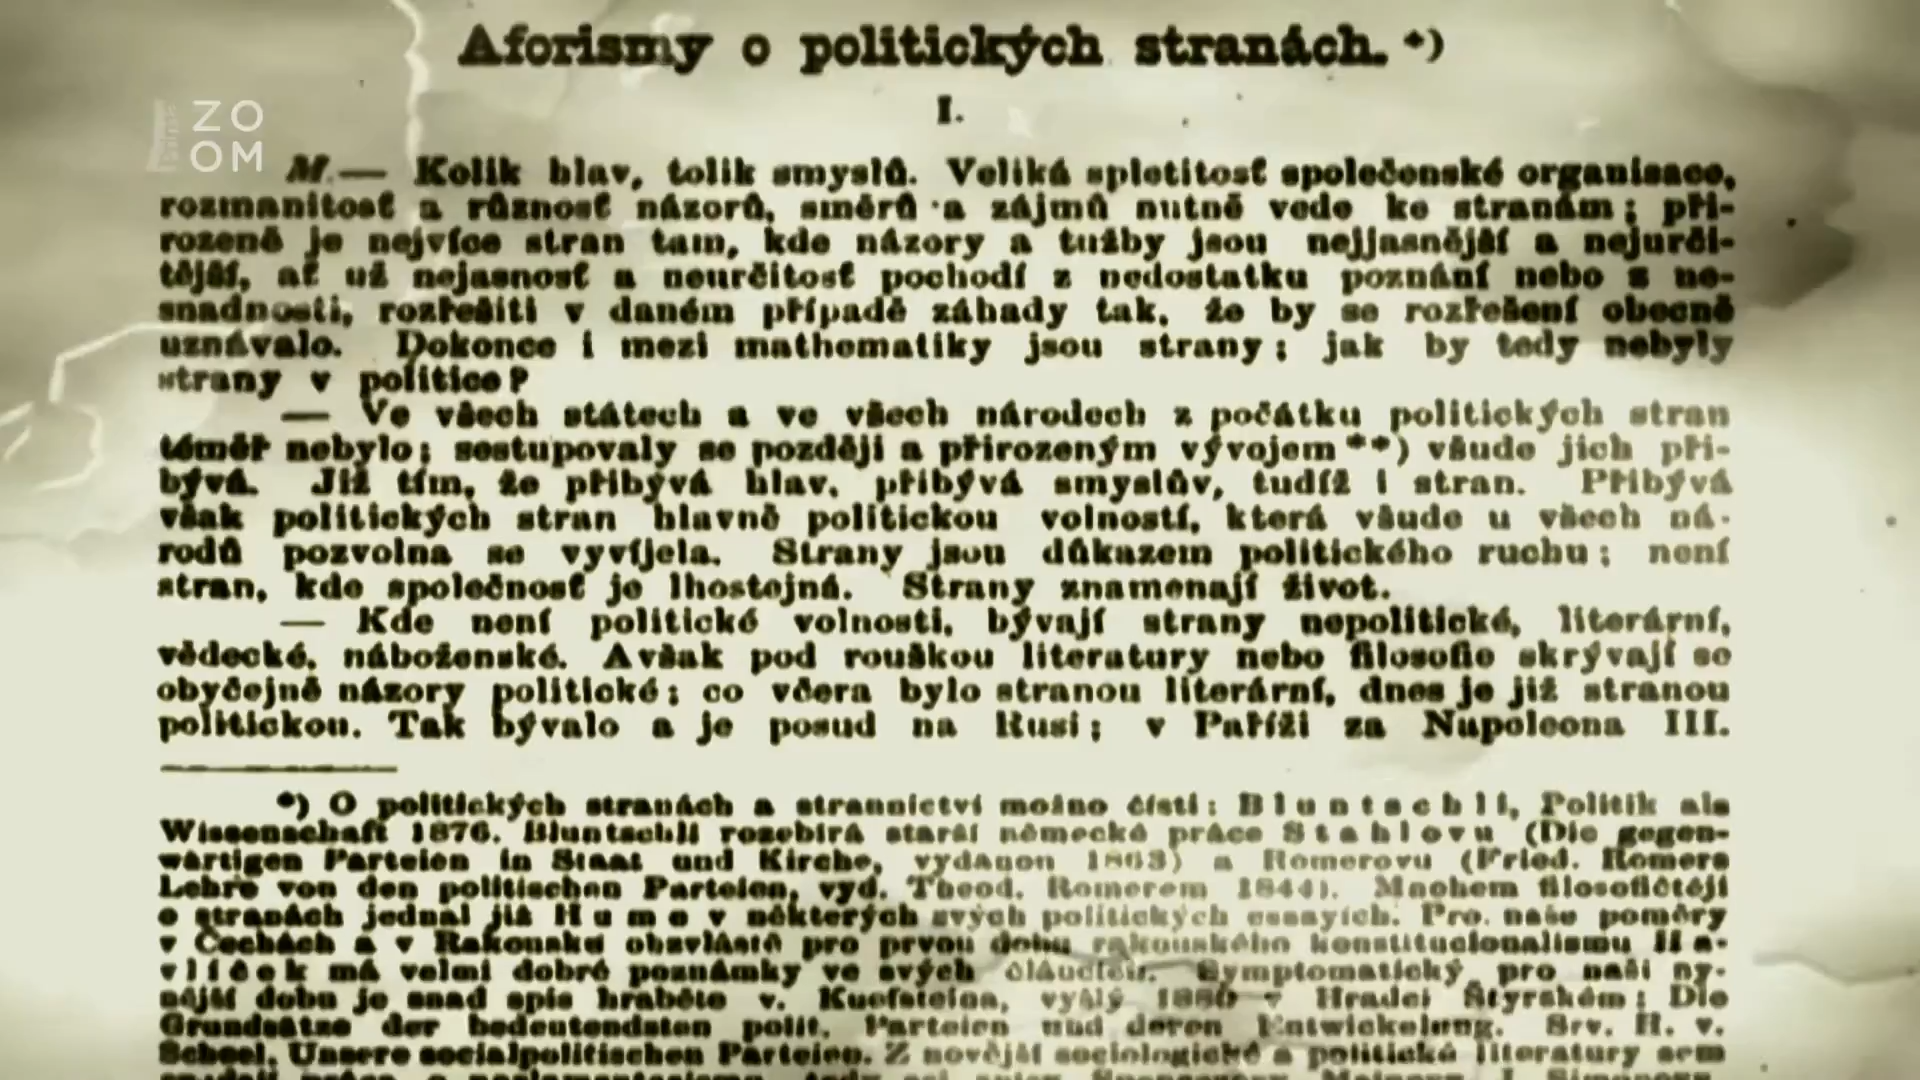 Aforismy o politických stranách.*)
I.
ZO
OM
M. — Kolik hlav, tolik smyslů. Veliká spletitosť společenské organisace,
rozmanitosť a různosť názorů, směrů a zájmů nutně vede ke stranám; při-
rozeně je nejvíce stran tam, kde názory a tužby jsou nejjasnější a nejurči-
tější, ať už nejasnosť a neurčitosť pochodí z nedostatku poznání nebo z ne-
snadnosti, rozřešiti v daném případě záhady tak, že by se rozřešení obecně
uznávalo. Dokonce i mezi mathematiky jsou strany; jak by tedy nebyly
strany v politice?
— Ve všech státech a ve všech národech z počátku politických stran
téměř nebylo; sestupovaly se později a přirozeným vývojem**) všude jich při-
bývá. Již tím, že přibývá hlav, přibývá smyslův, tudíž i stran. Přibývá
však politických stran hlavně politickou volností, která všude u všech ná-
rodů pozvolna se vyvíjela. Strany jsou důkazem politického ruchu; není
stran, kde společnosť je lhostejná. Strany znamenají život.
— Kde není politické volnosti, bývají strany nepolitické, literární,
vědecké, náboženské. Avšak pod rouškou literatury nebo filosofie skrývají se
obyčejně názory politické; co včera bylo stranou literární, dnes je již stranou
politickou. Tak bývalo a je posud na Rusi; v Paříži za Napoleona III.
*) O politických stranách a strannictví možno čísti: Bluntschli, Politik als
Wissenschaft 1876. Bluntschli rozebírá starší německé práce Stahlovu (Die gegen-
wärtigen Parteien in Staat und Kirche, vydanou 1863) a Romerovu (Fried. Romers
Lehre von den politischen Parteien, vyd. Theod. Romerem 1844). Mnohem filosofičtěji
o stranách jednal již Hume v některých svých politických essayích. Pro naše poměry
v Čechách a v Rakousku obzvláště pro prvou dobu rakouského konstitucionalismu Ha-
vlíček má velmi dobré poznámky ve svých článcích. Symptomatický pro naši ny-
nější dobu je snad spis hraběte v. Kuefsteina, vyšlý 1886 v Hradci Štyrském: Die
Grundsätze der bedeutendsten polit. Parteien und deren Entwickelung. Srv. H. v.
Scheel, Unsere socialpolitischen Parteien. Z novější sociologické a politické literatury sem